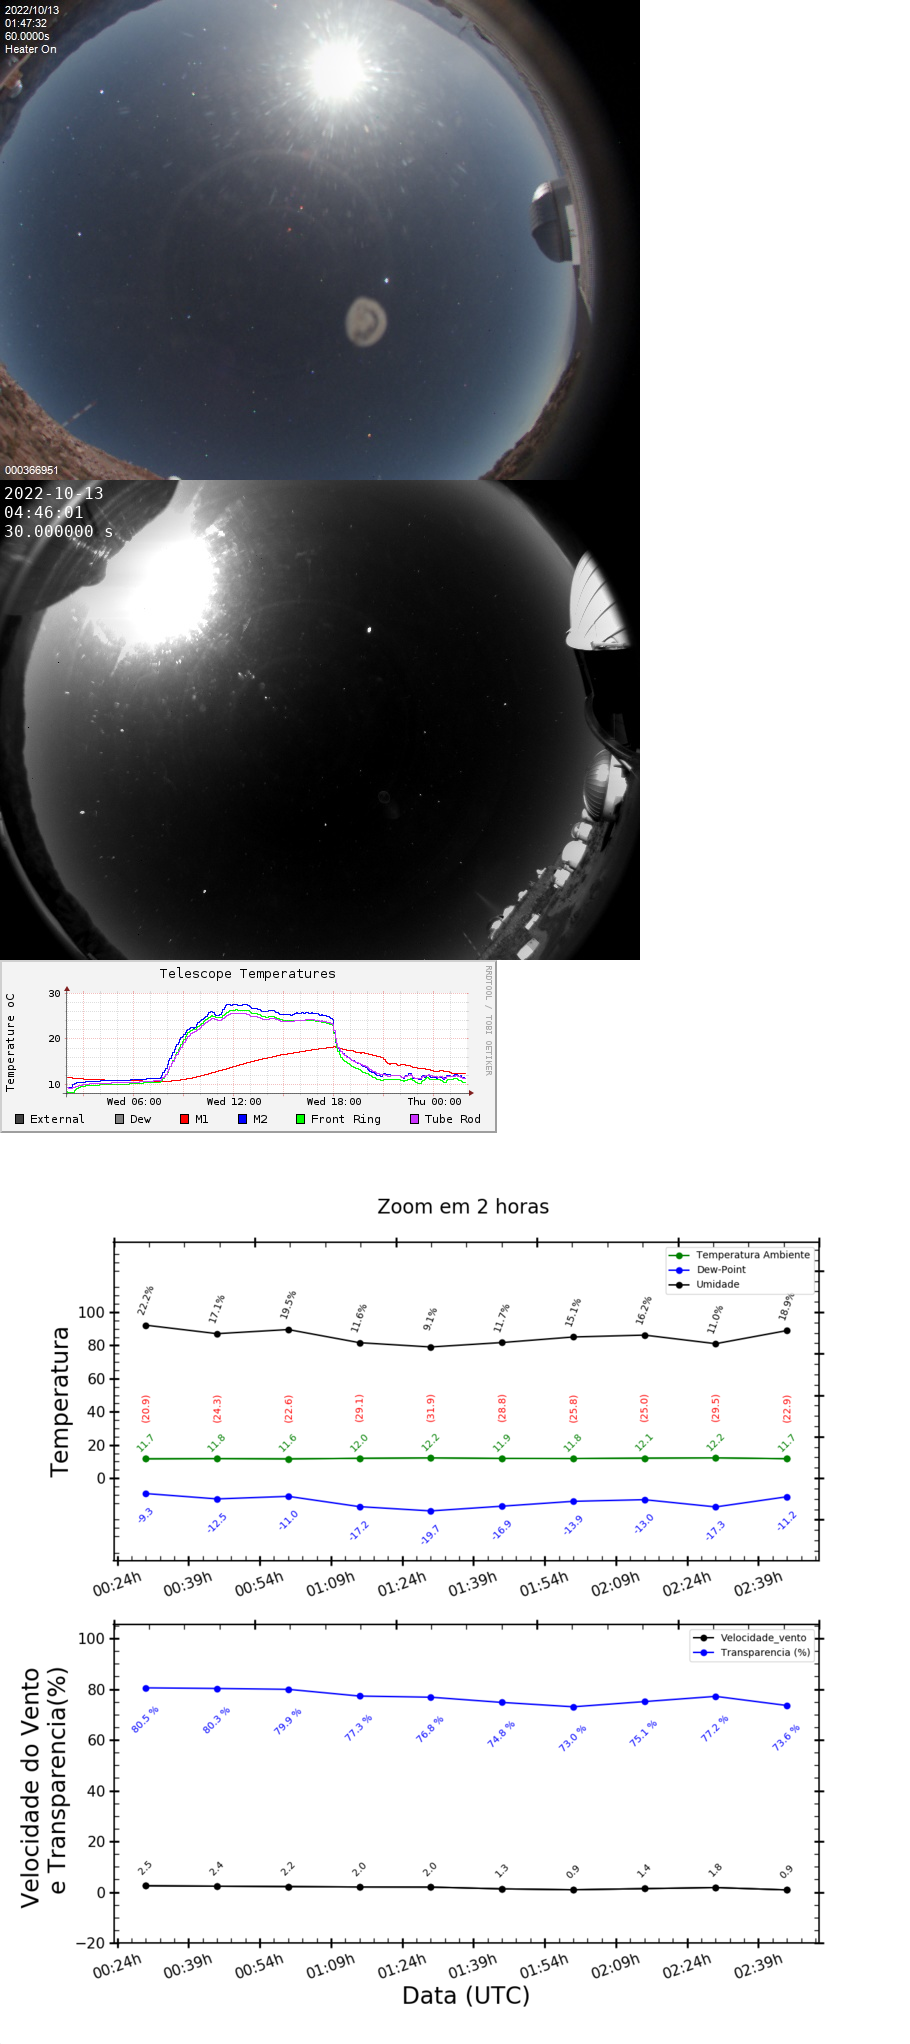 2022/10/13
01:47:32
60.0000s
Heater On
000366951
2022-10-13
04:46:01
30.000000 s
Telescope Temperatures
Temperature oC
30
20
10
Wed 06:00 Wed 12:00 Wed 18:00 Thu 00:00
External Dew M1 M2 Front Ring Tube Rod
RRDTOOL / TOBI OETIKER
Zoom em 2 horas
Temperatura
Temperatura Ambiente
Dew-Point
Umidade
100
80
60
40
20
0
22.2% 17.1% 19.5% 11.6% 9.1% 11.7% 15.1% 16.2% 11.0% 18.9%
(20.9) (24.3) (22.6) (29.1) (31.9) (28.8) (25.8) (25.0) (29.5) (22.9)
11.7 11.8 11.6 12.0 12.2 11.9 11.8 12.1 12.2 11.7
-9.3 -12.5 -11.0 -17.2 -19.7 -16.9 -13.9 -13.0 -17.3 -11.2
00:24h 00:39h 00:54h 01:09h 01:24h 01:39h 01:54h 02:09h 02:24h 02:39h
Velocidade do Vento
e Transparencia(%)
Velocidade_vento
Transparencia (%)
100
80
60
40
20
0
−20
80.5 % 80.3 % 79.9 % 77.3 % 76.8 % 74.8 % 73.0 % 75.1 % 77.2 % 73.6 %
2.5 2.4 2.2 2.0 2.0 1.3 0.9 1.4 1.8 0.9
00:24h 00:39h 00:54h 01:09h 01:24h 01:39h 01:54h 02:09h 02:24h 02:39h
Data (UTC)